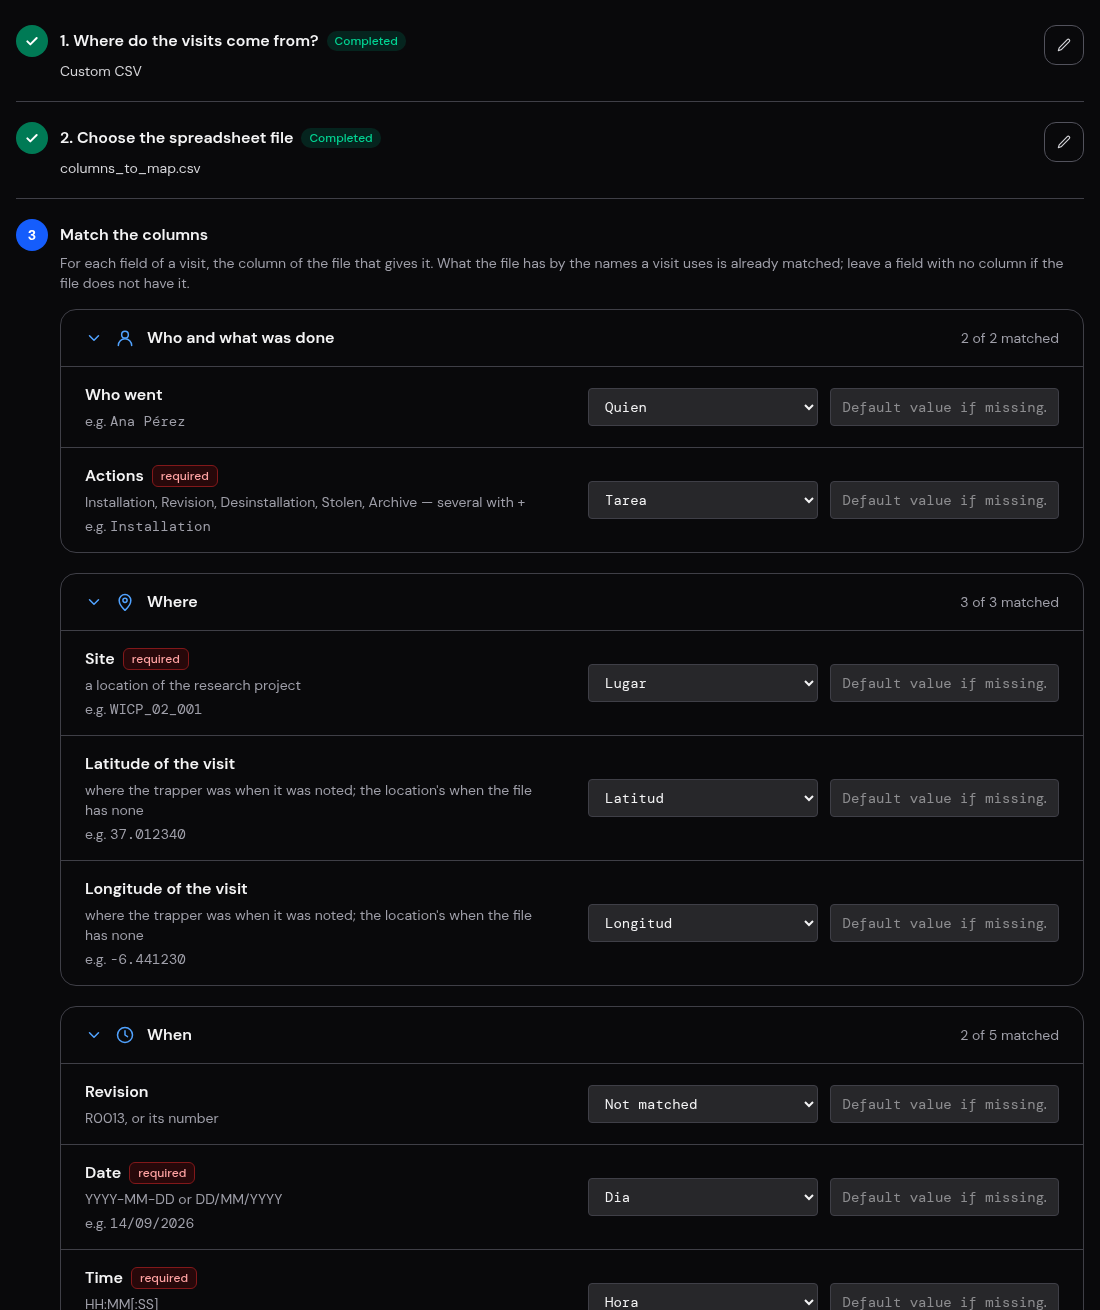 1. Where do the visits come from? Completed
Custom CSV
2. Choose the spreadsheet file Completed
columns_to_map.csv
3 Match the columns
For each field of a visit, the column of the file that gives it. What the file has by the names a visit uses is already matched; leave a field with no column if the
file does not have it.
Who and what was done 2 of 2 matched
Who went
e.g. Ana Pérez
Quien Default value if missing.
Actions required
Installation, Revision, Desinstallation, Stolen, Archive — several with +
e.g. Installation
Tarea Default value if missing.
Where 3 of 3 matched
Site required
a location of the research project
e.g. WICP_02_001
Lugar Default value if missing.
Latitude of the visit
where the trapper was when it was noted; the location's when the file
has none
e.g. 37.012340
Latitud Default value if missing.
Longitude of the visit
where the trapper was when it was noted; the location's when the file
has none
e.g. -6.441230
Longitud Default value if missing.
When 2 of 5 matched
Revision
R0013, or its number
Not matched Default value if missing.
Date required
YYYY-MM-DD or DD/MM/YYYY
e.g. 14/09/2026
Dia Default value if missing.
Time required
HH:MM[:SS]
Hora Default value if missing.